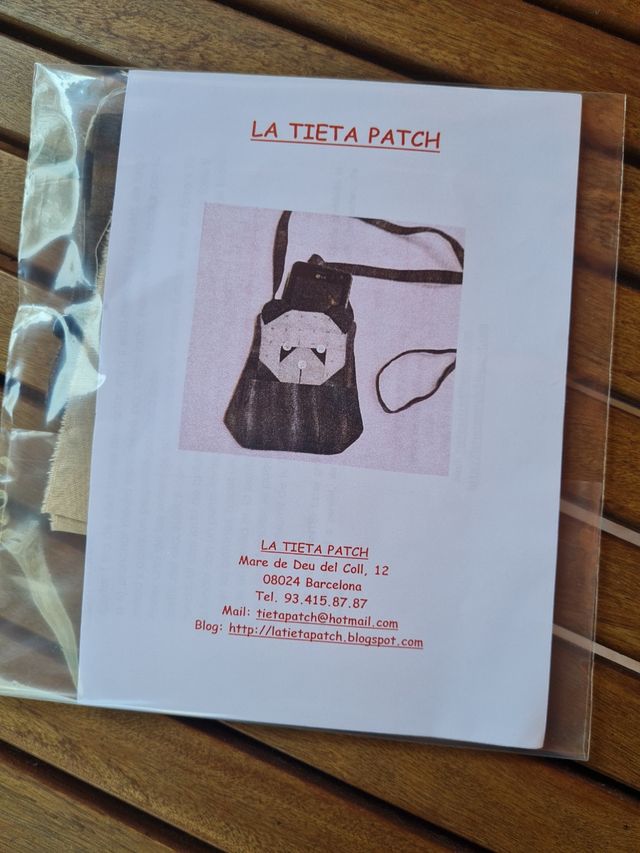 LA TIETA PATCH
LA TIETA PATCH
Mare de Deu del Coll, 12
08024 Barcelona
Tel. 93.415.87.87
Mail: tietapatch@hotmail.com
Blog: http://latietapatch.blogspot.com